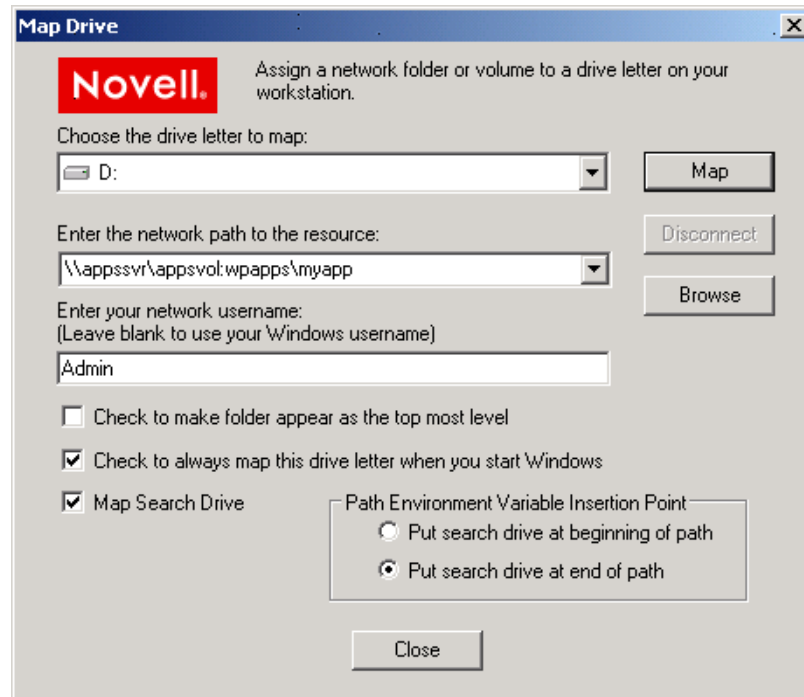 Map Drive
Novell®
Assign a network folder or volume to a drive letter on your
workstation.
Choose the drive letter to map:
D:
Map
Enter the network path to the resource:
Disconnect
\\appssvr\appsvol:wpapps\myapp
Browse
Enter your network username:
(Leave blank to use your Windows username)
Admin
Check to make folder appear as the top most level
Check to always map this drive letter when you start Windows
Map Search Drive
Path Environment Variable Insertion Point
Put search drive at beginning of path
Put search drive at end of path
Close